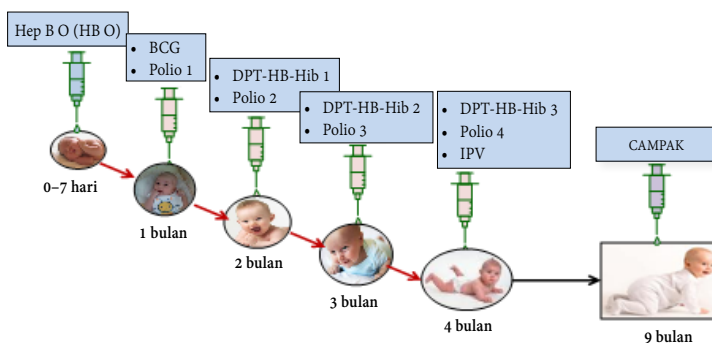 Hep B O (HB O)
• BCG
• Polio 1
• DPT-HB-Hib 1
• Polio 2
• DPT-HB-Hib 2
• Polio 3
• DPT-HB-Hib 3
• Polio 4
• IPV
CAMPAK
0–7 hari
1 bulan
2 bulan
3 bulan
4 bulan
9 bulan